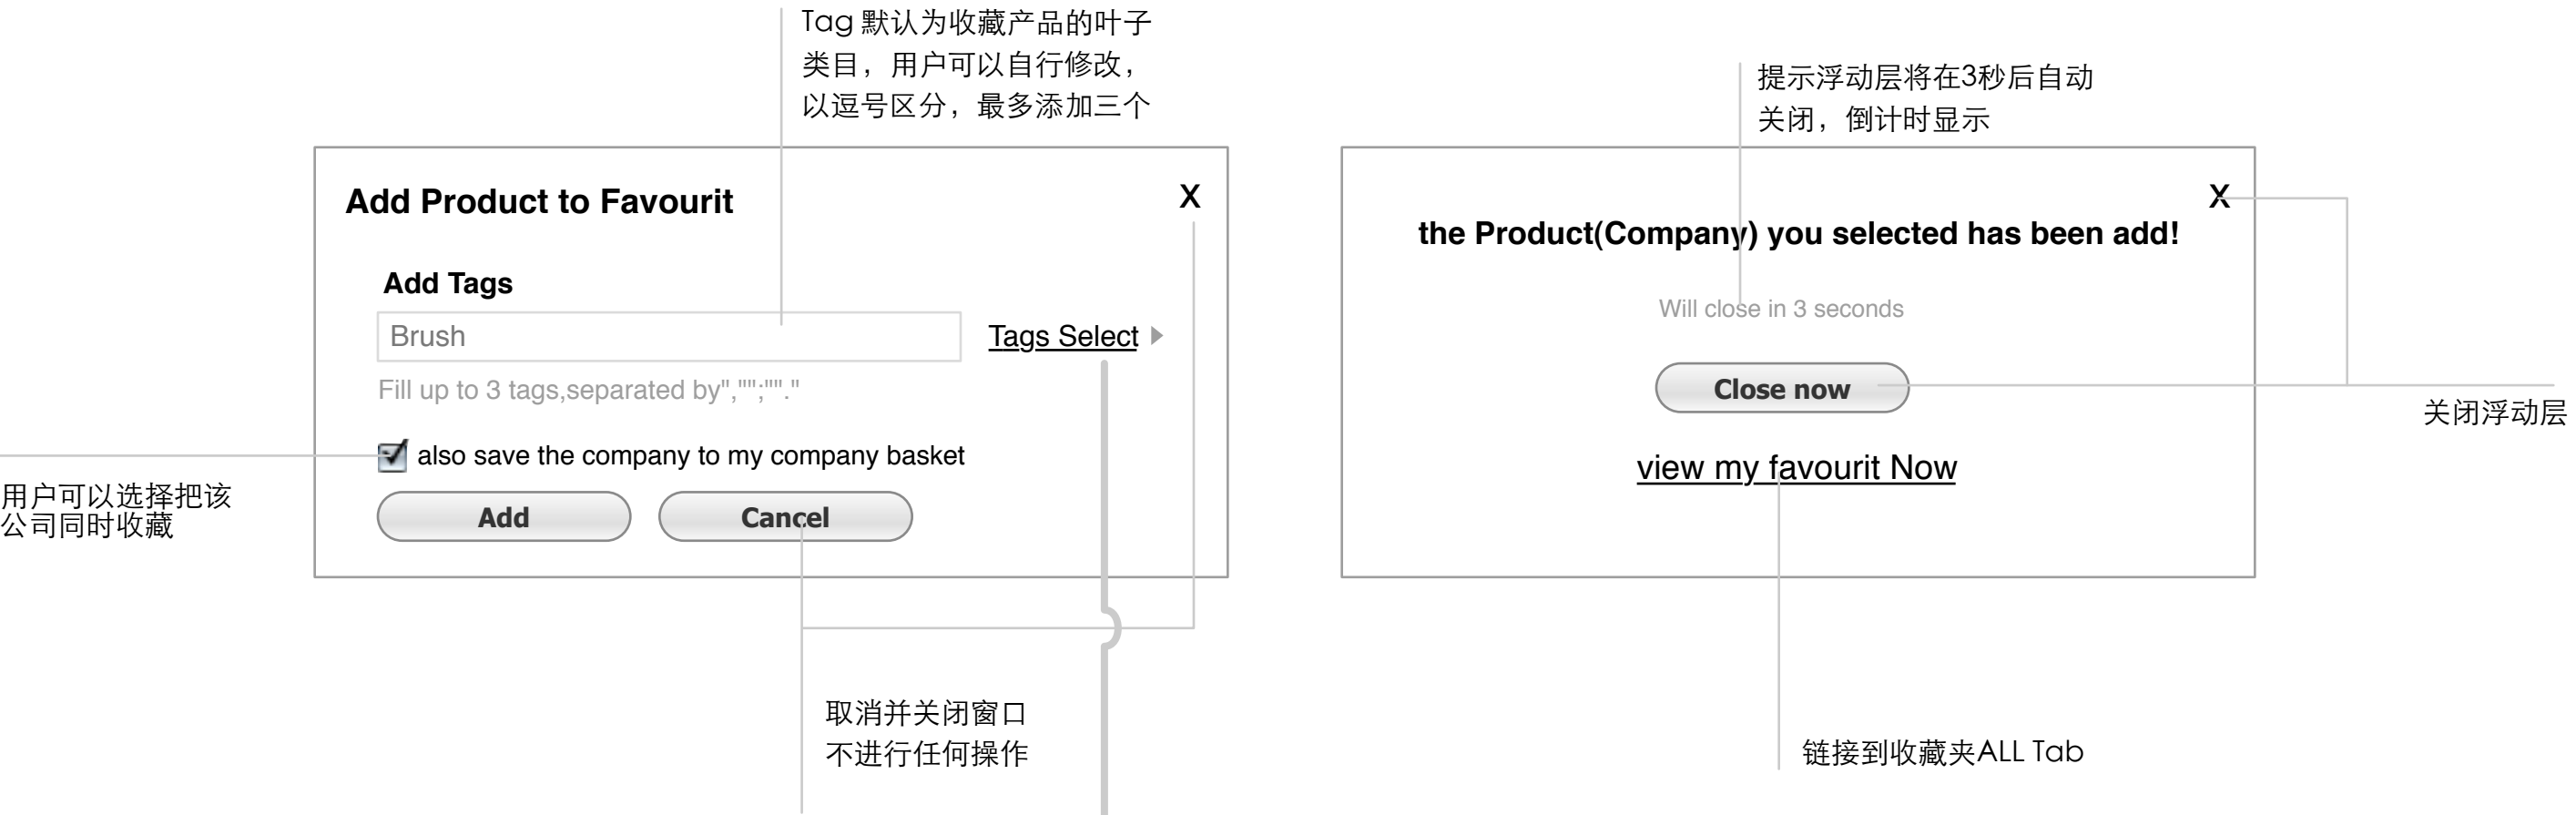 Tag 默认为收藏产品的叶子
类目，用户可以自行修改，
以逗号区分，最多添加三个
提示浮动层将在3秒后自动
关闭，倒计时显示
Add Product to Favourit
X
Add Tags
Brush
Tags Select
Fill up to 3 tags,separated by","";""."
also save the company to my company basket
Add
Cancel
用户可以选择把该
公司同时收藏
取消并关闭窗口
不进行任何操作
X
the Product(Company) you selected has been add!
Will close in 3 seconds
Close now
关闭浮动层
view my favourit Now
链接到收藏夹ALL Tab